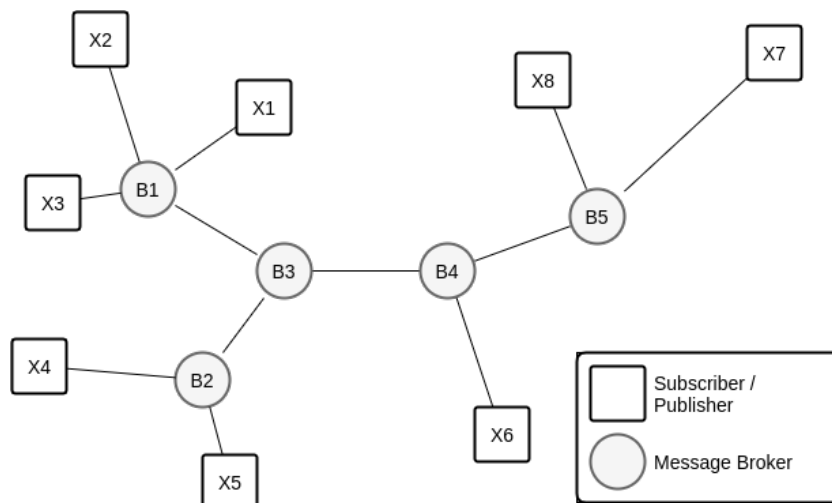 X2
X1
X8
X7
X3
B1
B5
B3
B4
X4
B2
X6
X5
Subscriber /
Publisher
Message Broker